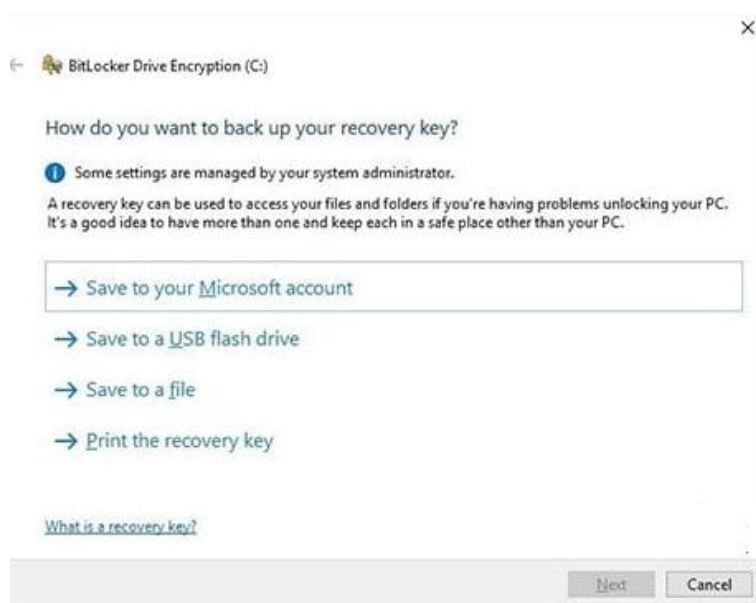 BitLocker Drive Encryption (C:)
How do you want to back up your recovery key?
Some settings are managed by your system administrator.
A recovery key can be used to access your files and folders if you're having problems unlocking your PC.
It's a good idea to have more than one and keep each in a safe place other than your PC.
Save to your Microsoft account
Save to a USB flash drive
Save to a file
Print the recovery key
What is a recovery key?
Next Cancel